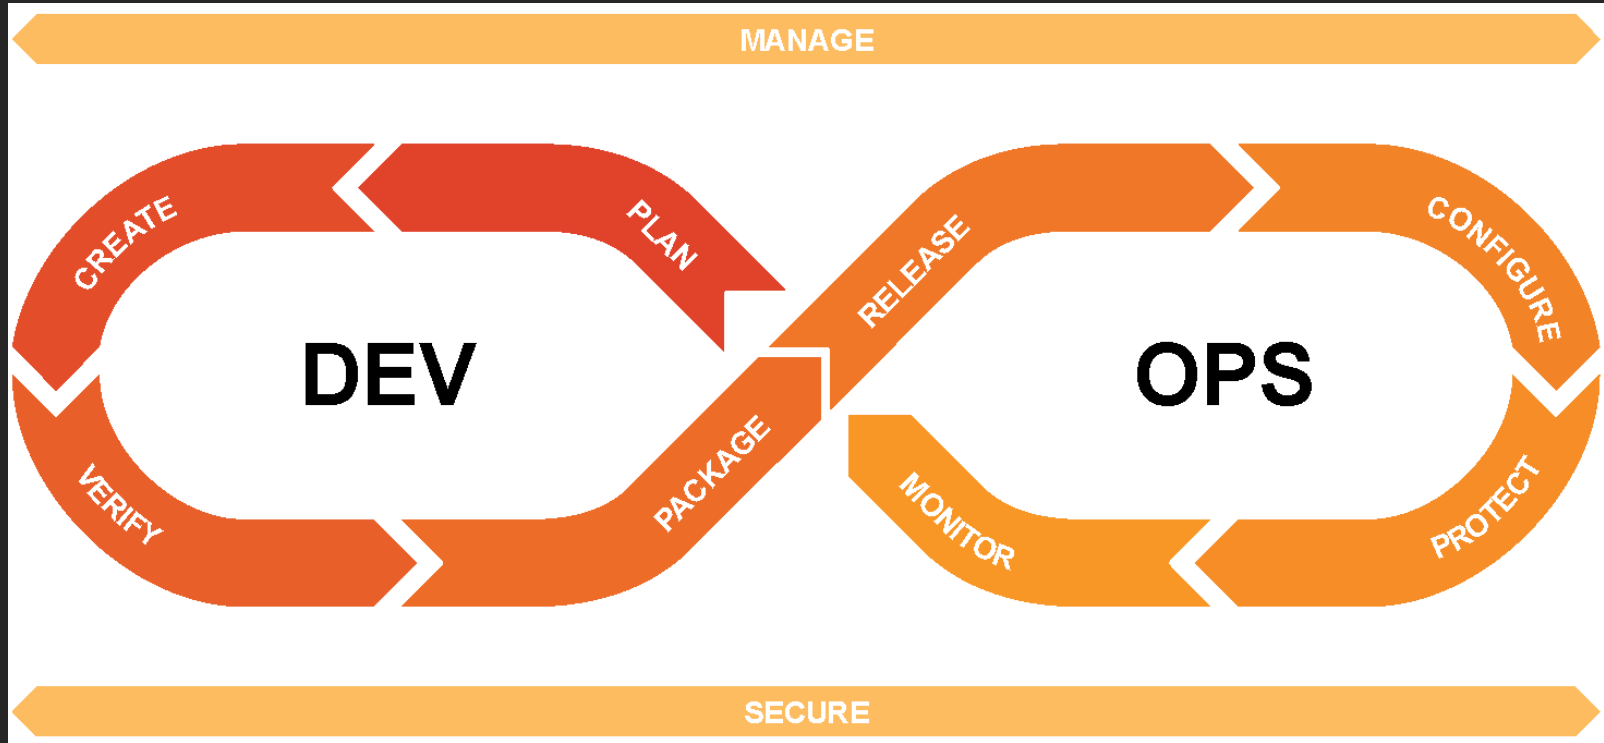 MANAGE
PLAN
CREATE
VERIFY
PACKAGE
RELEASE
CONFIGURE
PROTECT
MONITOR
DEV
OPS
SECURE